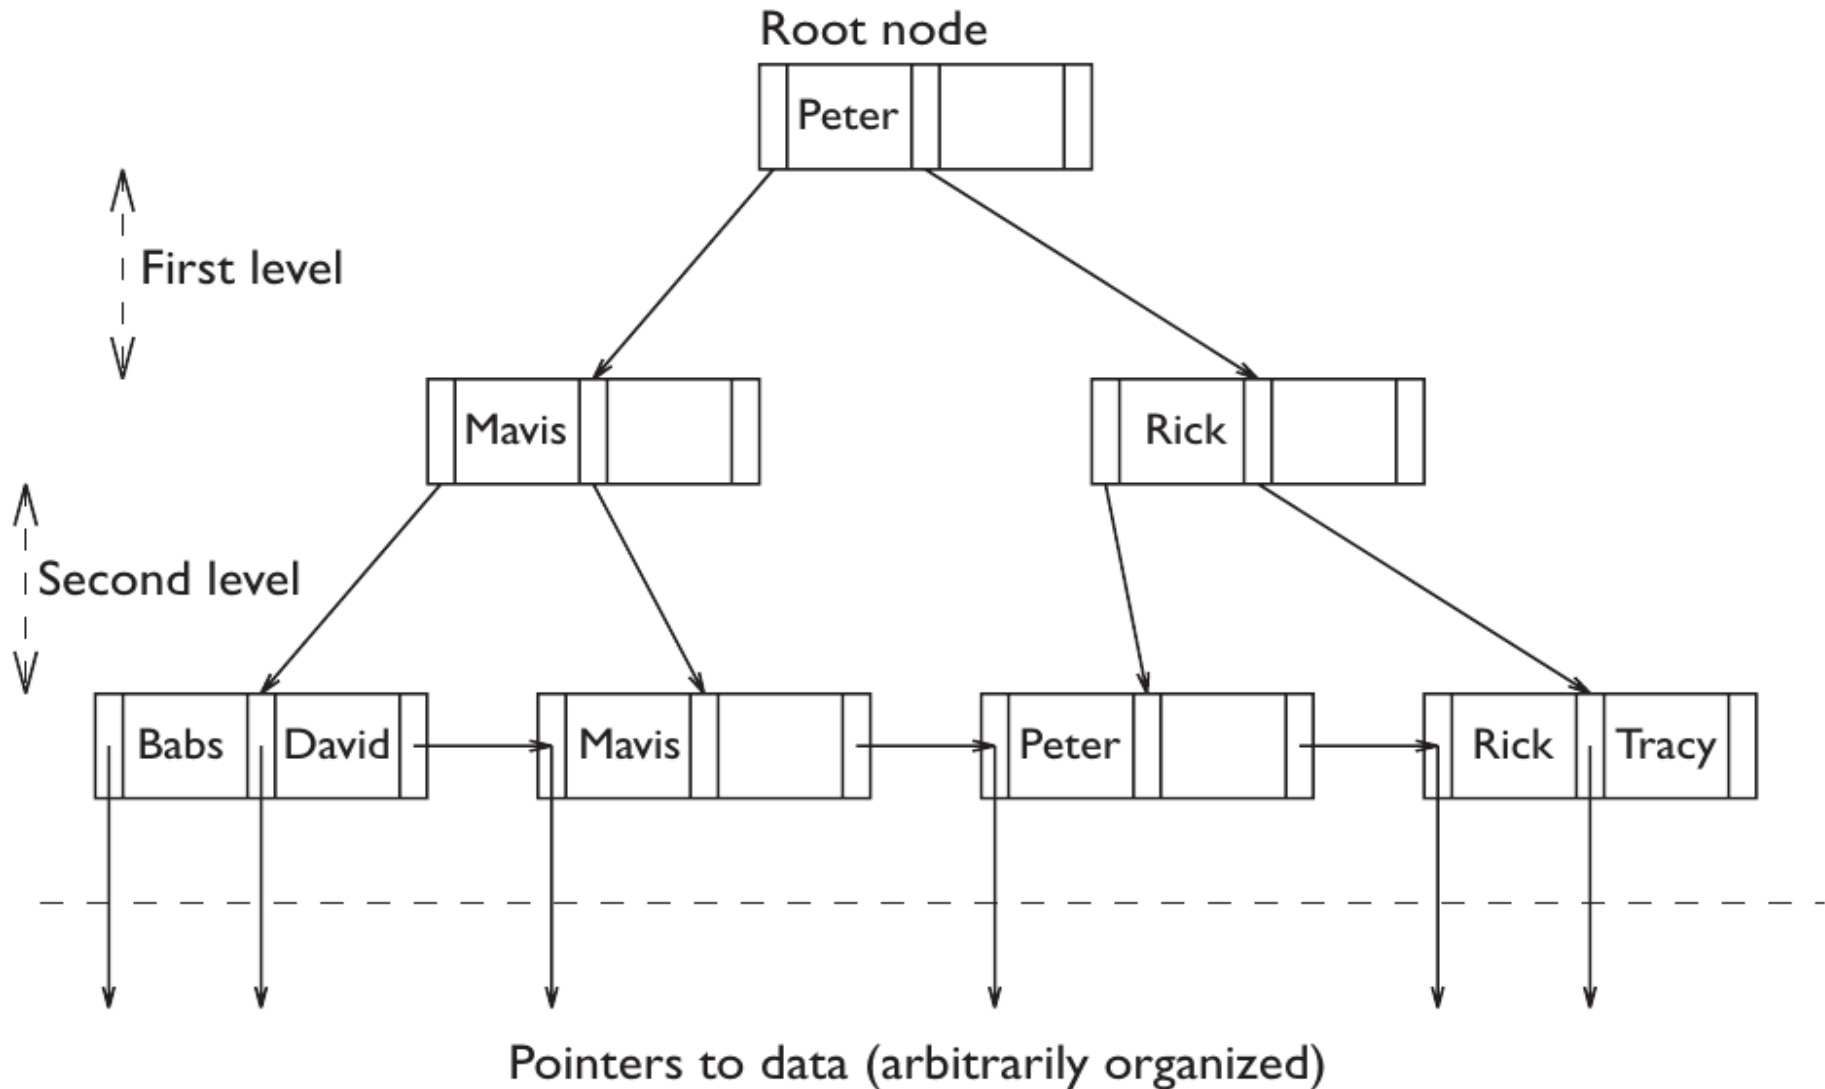 Root node
Peter
First level
Mavis
Rick
Second level
Babs David Mavis Peter Rick Tracy
Pointers to data (arbitrarily organized)